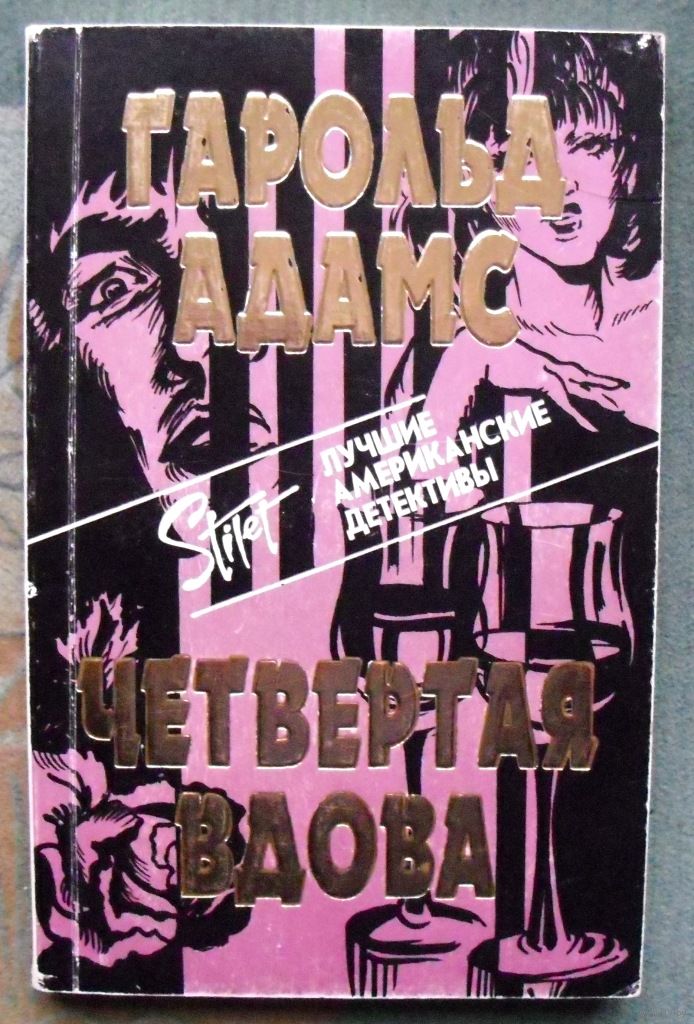 ГАРОЛЬД
АДАМС
Stilet
ЛУЧШИЕ
АМЕРИКАНСКИЕ
ДЕТЕКТИВЫ
ЧЕТВЕРТАЯ
ВДОВА